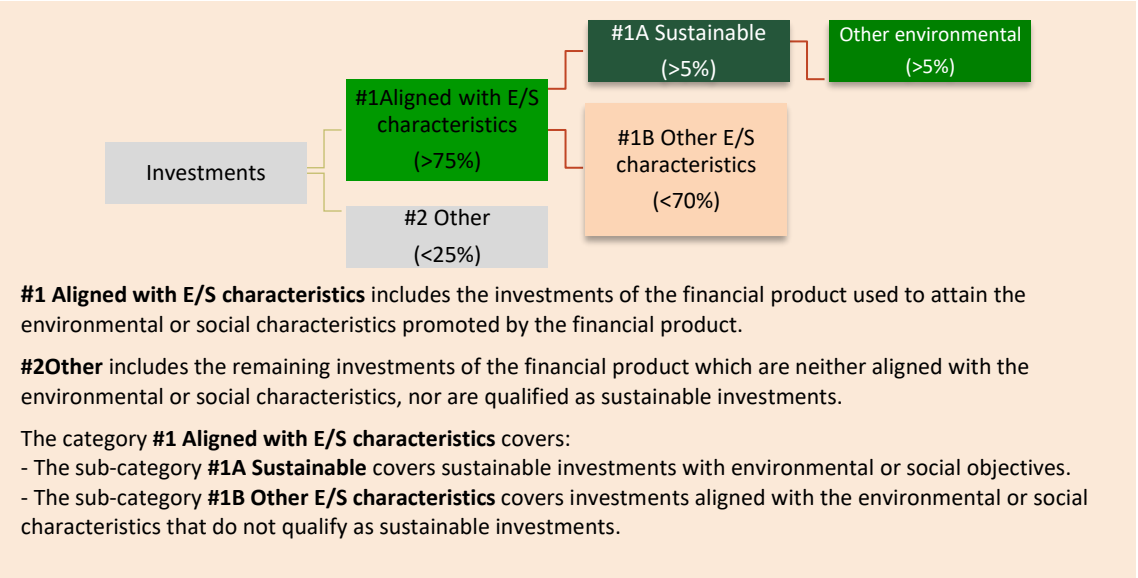 #1A Sustainable
(>5%)
Other environmental
(>5%)
#1Aligned with E/S
characteristics
(>75%)
#1B Other E/S
characteristics
(<70%)
Investments
#2 Other
(<25%)
#1 Aligned with E/S characteristics includes the investments of the financial product used to attain the
environmental or social characteristics promoted by the financial product.
#2Other includes the remaining investments of the financial product which are neither aligned with the
environmental or social characteristics, nor are qualified as sustainable investments.
The category #1 Aligned with E/S characteristics covers:
- The sub-category #1A Sustainable covers sustainable investments with environmental or social objectives.
- The sub-category #1B Other E/S characteristics covers investments aligned with the environmental or social
characteristics that do not qualify as sustainable investments.